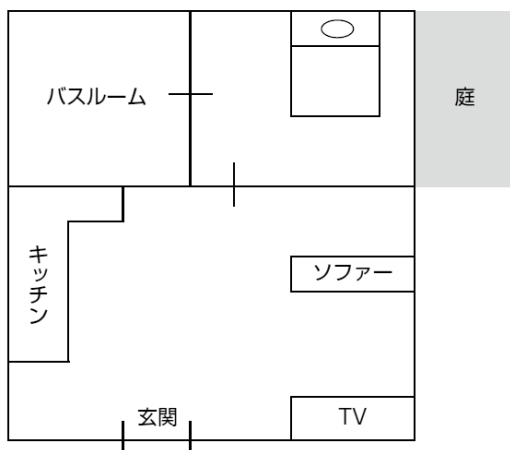 バスルーム
庭
キッチン
ソファー
玄関
TV